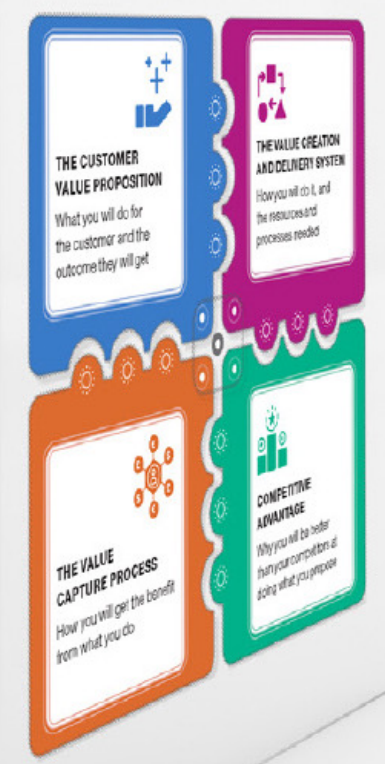 THE CUSTOMER
VALUE PROPOSITION
What you will do for
the customer and the
outcome they will get
THE VALUE CREATION
AND DELIVERY SYSTEM
How you will do it, and
the resources and
processes needed
THE VALUE
CAPTURE PROCESS
How you will get the benefit
from what you do
COMPETITIVE
ADVANTAGE
Why you will be better
than your competitors at
doing what you propose